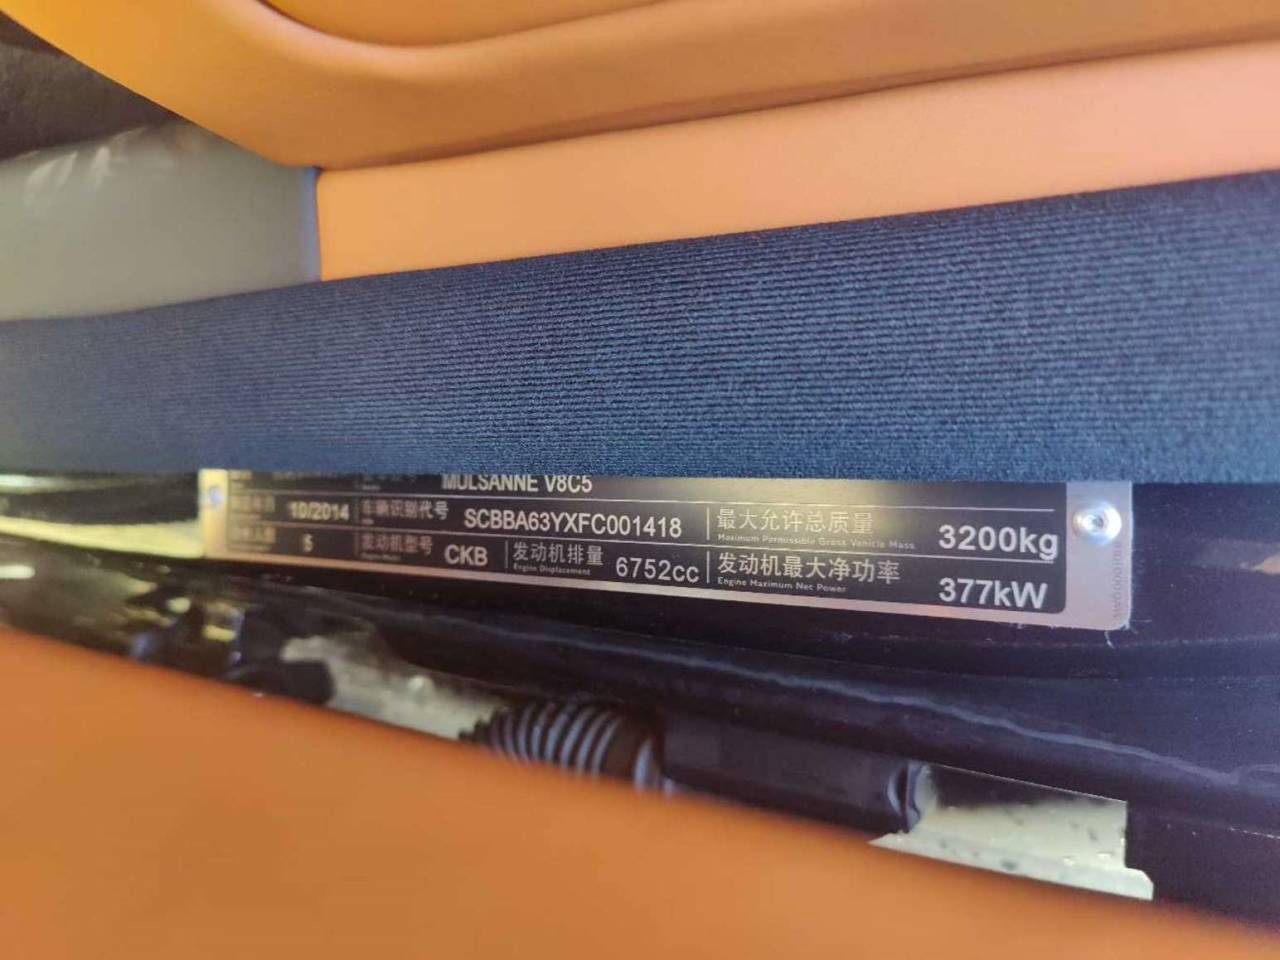 MULSANNE V8C5
10/2014 车辆识别代号 SCBBA63YXFC001418 最大允许总质量 3200kg
Maximum Permissible Gross Vehicle Mass
5 发动机型号 CKB 发动机排量 6752cc 发动机最大净功率 377kW
Engine Displacement Engine Maximum Net Power